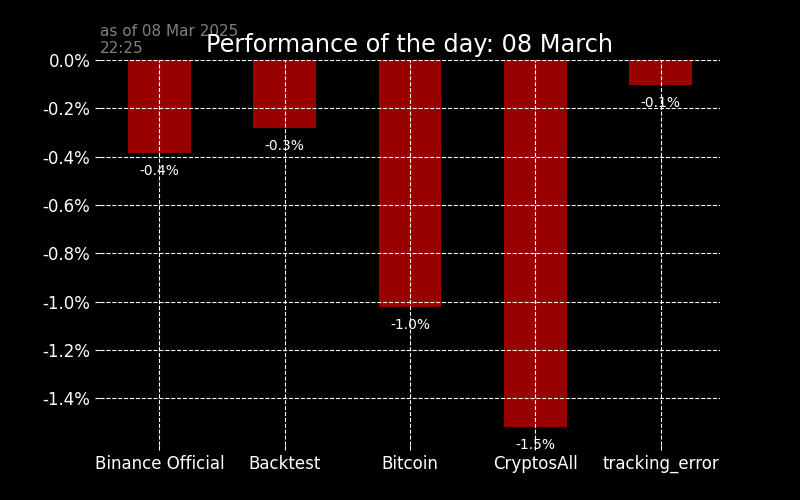 as of 08 Mar 2025
22:25
Performance of the day: 08 March
0.0%
-0.2%
-0.4%
-0.6%
-0.8%
-1.0%
-1.2%
-1.4%
-0.4%
-0.3%
-1.0%
-1.5%
-0.1%
Binance Official
Backtest
Bitcoin
CryptosAll
tracking_error